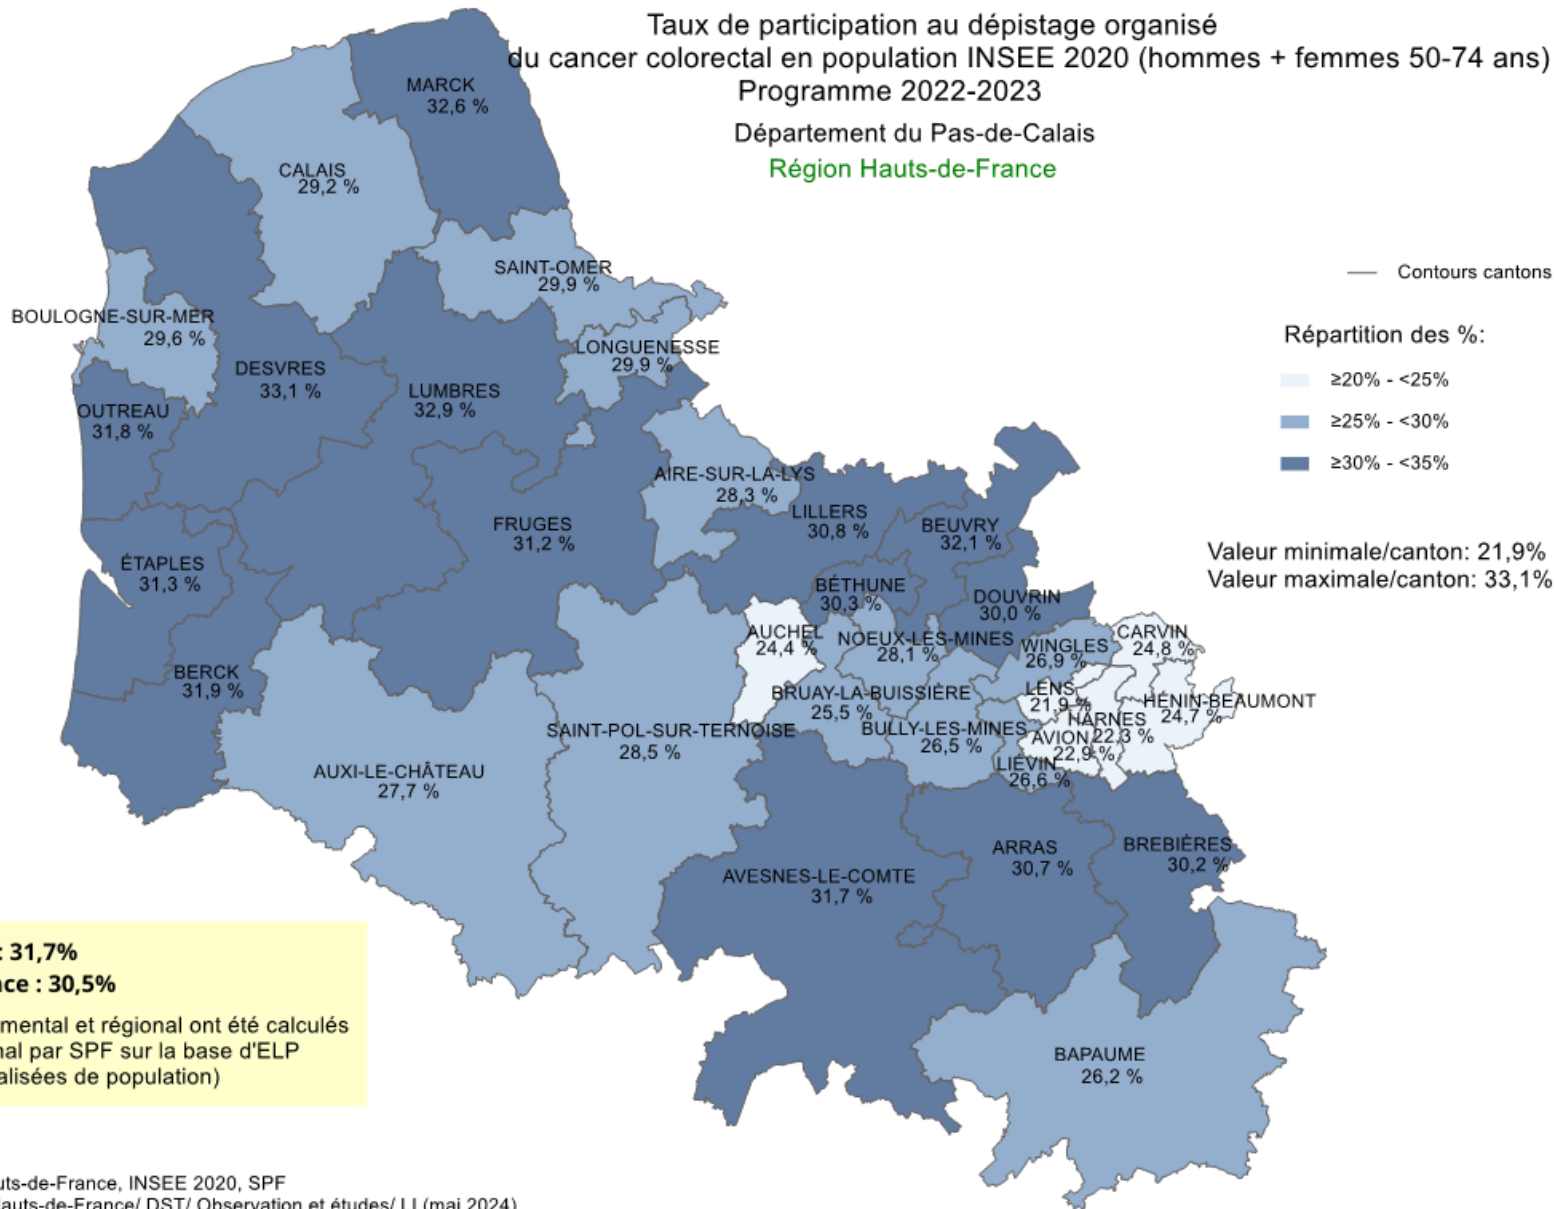 Taux de participation au dépistage organisé
du cancer colorectal en population INSEE 2020 (hommes + femmes 50-74 ans)
Programme 2022-2023
Département du Pas-de-Calais
Région Hauts-de-France
MARCK
32,6 %
CALAIS
29,2 %
SAINT-OMER
29,9 %
Contours cantons
BOULOGNE-SUR-MER
29,6 %
Répartition des %:
LONGUENESSE
29,9 %
DESVRES
33,1 %
≥20% - <25%
LUMBRES
32,9 %
OUTREAU
31,8 %
≥25% - <30%
≥30% - <35%
AIRE-SUR-LA-LYS
28,3 %
LILLERS
30,8 %
FRUGES
31,2 %
BEUVRY
32,1 %
Valeur minimale/canton: 21,9%
Valeur maximale/canton: 33,1%
ÉTAPLES
31,3 %
BÉTHUNE
30,3 %
DOUVRIN
30,0 %
AUCHEL
24,4 %
NOEUX-LES-MINES
28,1 %
WINGLES
26,9 %
CARVIN
24,8 %
BERCK
31,9 %
BRUAY-LA-BUISSIÈRE
25,5 %
LENS
21,9 %
HÉNIN-BEAUMONT
24,7 %
HARNES
22,3 %
SAINT-POL-SUR-TERNOISE
28,5 %
BULLY-LES-MINES
26,5 %
AVION
22,9 %
LIÉVIN
26,6 %
AUXI-LE-CHÂTEAU
27,7 %
AVESNES-LE-COMTE
31,7 %
ARRAS
30,7 %
BREBIÈRES
30,2 %
: 31,7%
nce : 30,5%
mental et régional ont été calculés
nal par SPF sur la base d'ELP
alisées de population)
BAPAUME
26,2 %
uts-de-France, INSEE 2020, SPF
Hauts-de-France/ DST/ Observation et études/ LL(mai 2024)